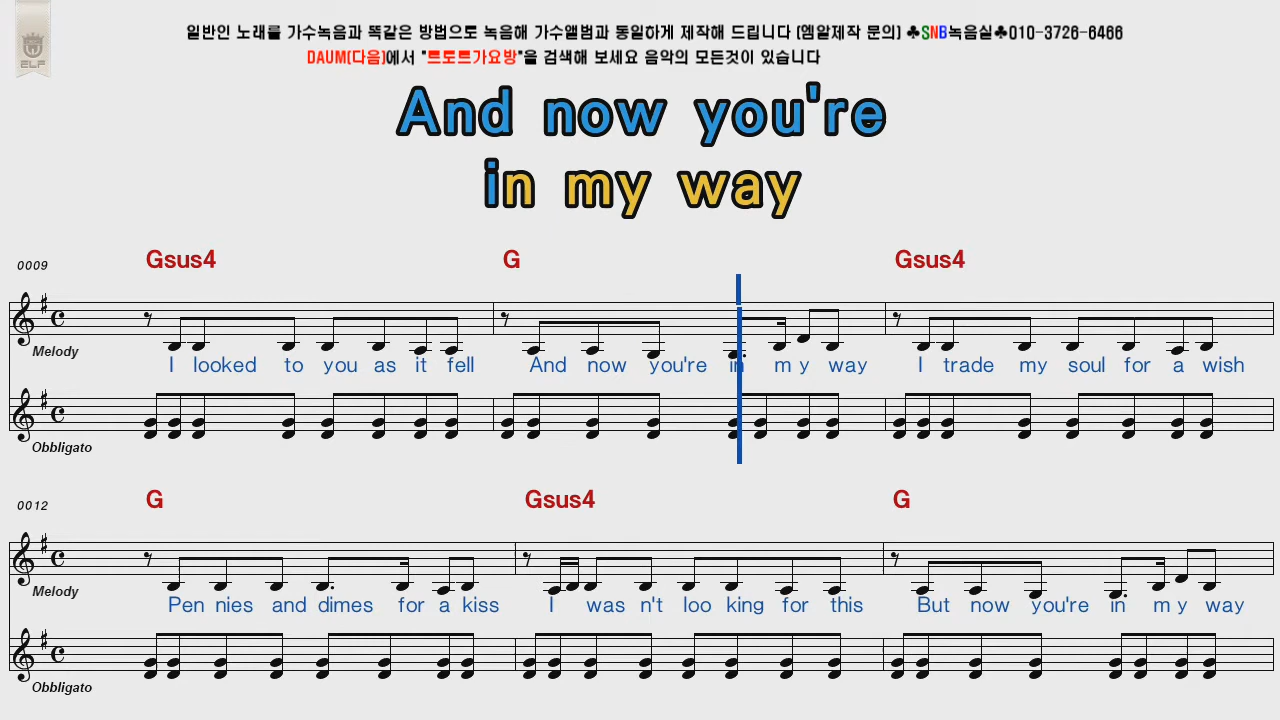 일반인 노래를 가수녹음과 똑같은 방법으로 녹음해 가수앨범과 동일하게 제작해 드립니다 (엠알제작 문의) ♣SNB녹음실♣010-3726-6466
DAUM(다음)에서 "트로트가요방"을 검색해 보세요 음악의 모든것이 있습니다
ELF
And now you're
in my way
0009 Gsus4 G Gsus4
Melody
I looked to you as it fell And now you're in my way I trade my soul for a wish
Obbligato
0012 G Gsus4 G
Melody
Pen nies and dimes for a kiss I was n't loo king for this But now you're in my way
Obbligato